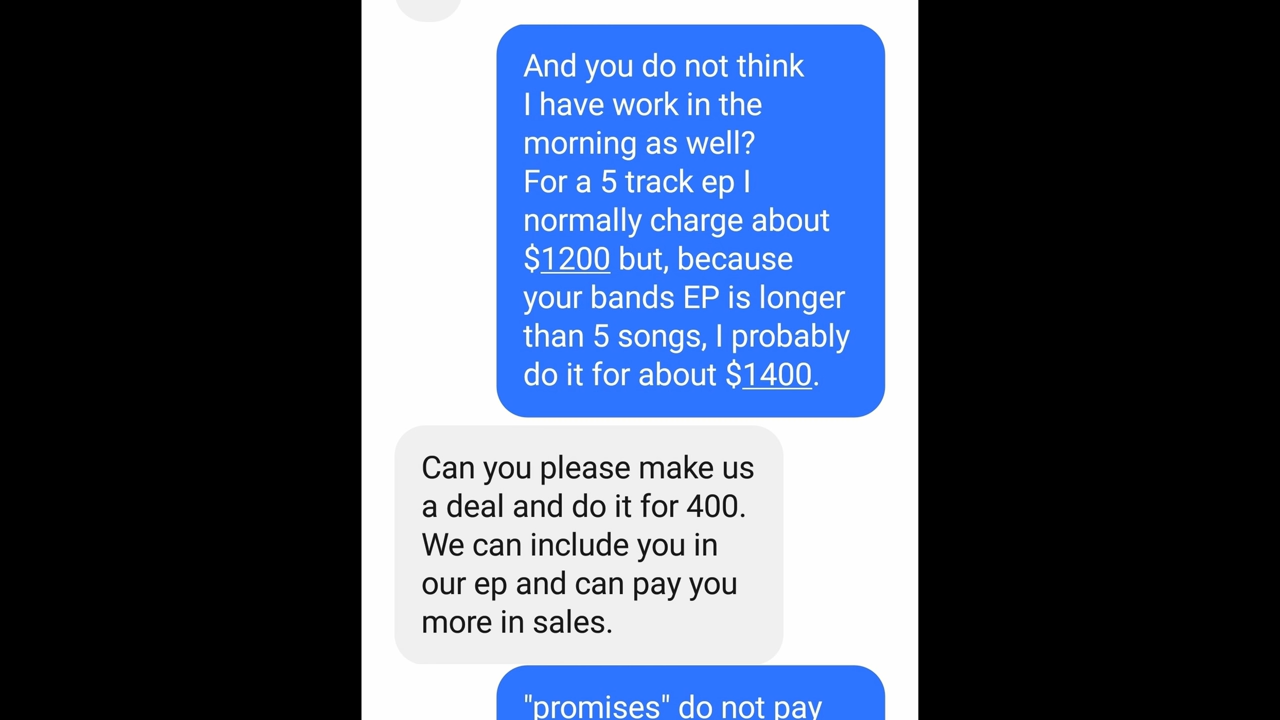 And you do not think
I have work in the
morning as well?
For a 5 track ep I
normally charge about
$1200 but, because
your bands EP is longer
than 5 songs, I probably
do it for about $1400.
Can you please make us
a deal and do it for 400.
We can include you in
our ep and can pay you
more in sales.
"promises" do not pay